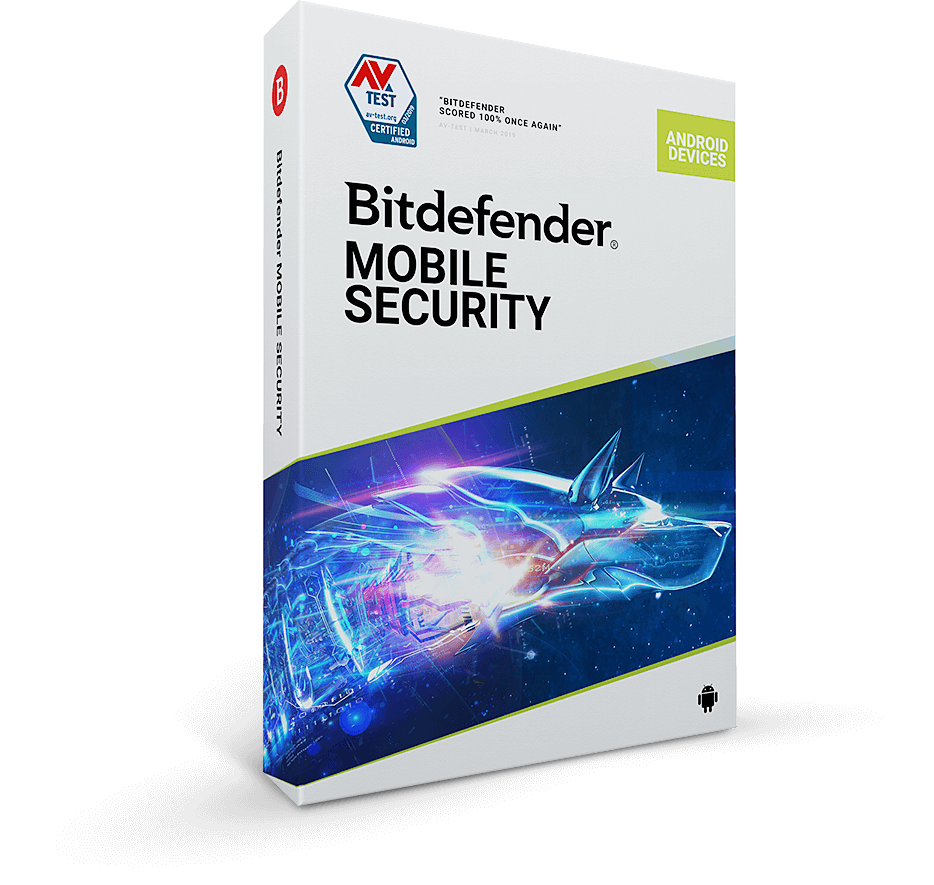 B
Bitdefender MOBILE SECURITY
AV
TEST
av-test.org
03/2019
CERTIFIED
ANDROID
"BITDEFENDER
SCORED 100% ONCE AGAIN"
AV-TEST | MARCH 2019
ANDROID
DEVICES
Bitdefender®
MOBILE
SECURITY